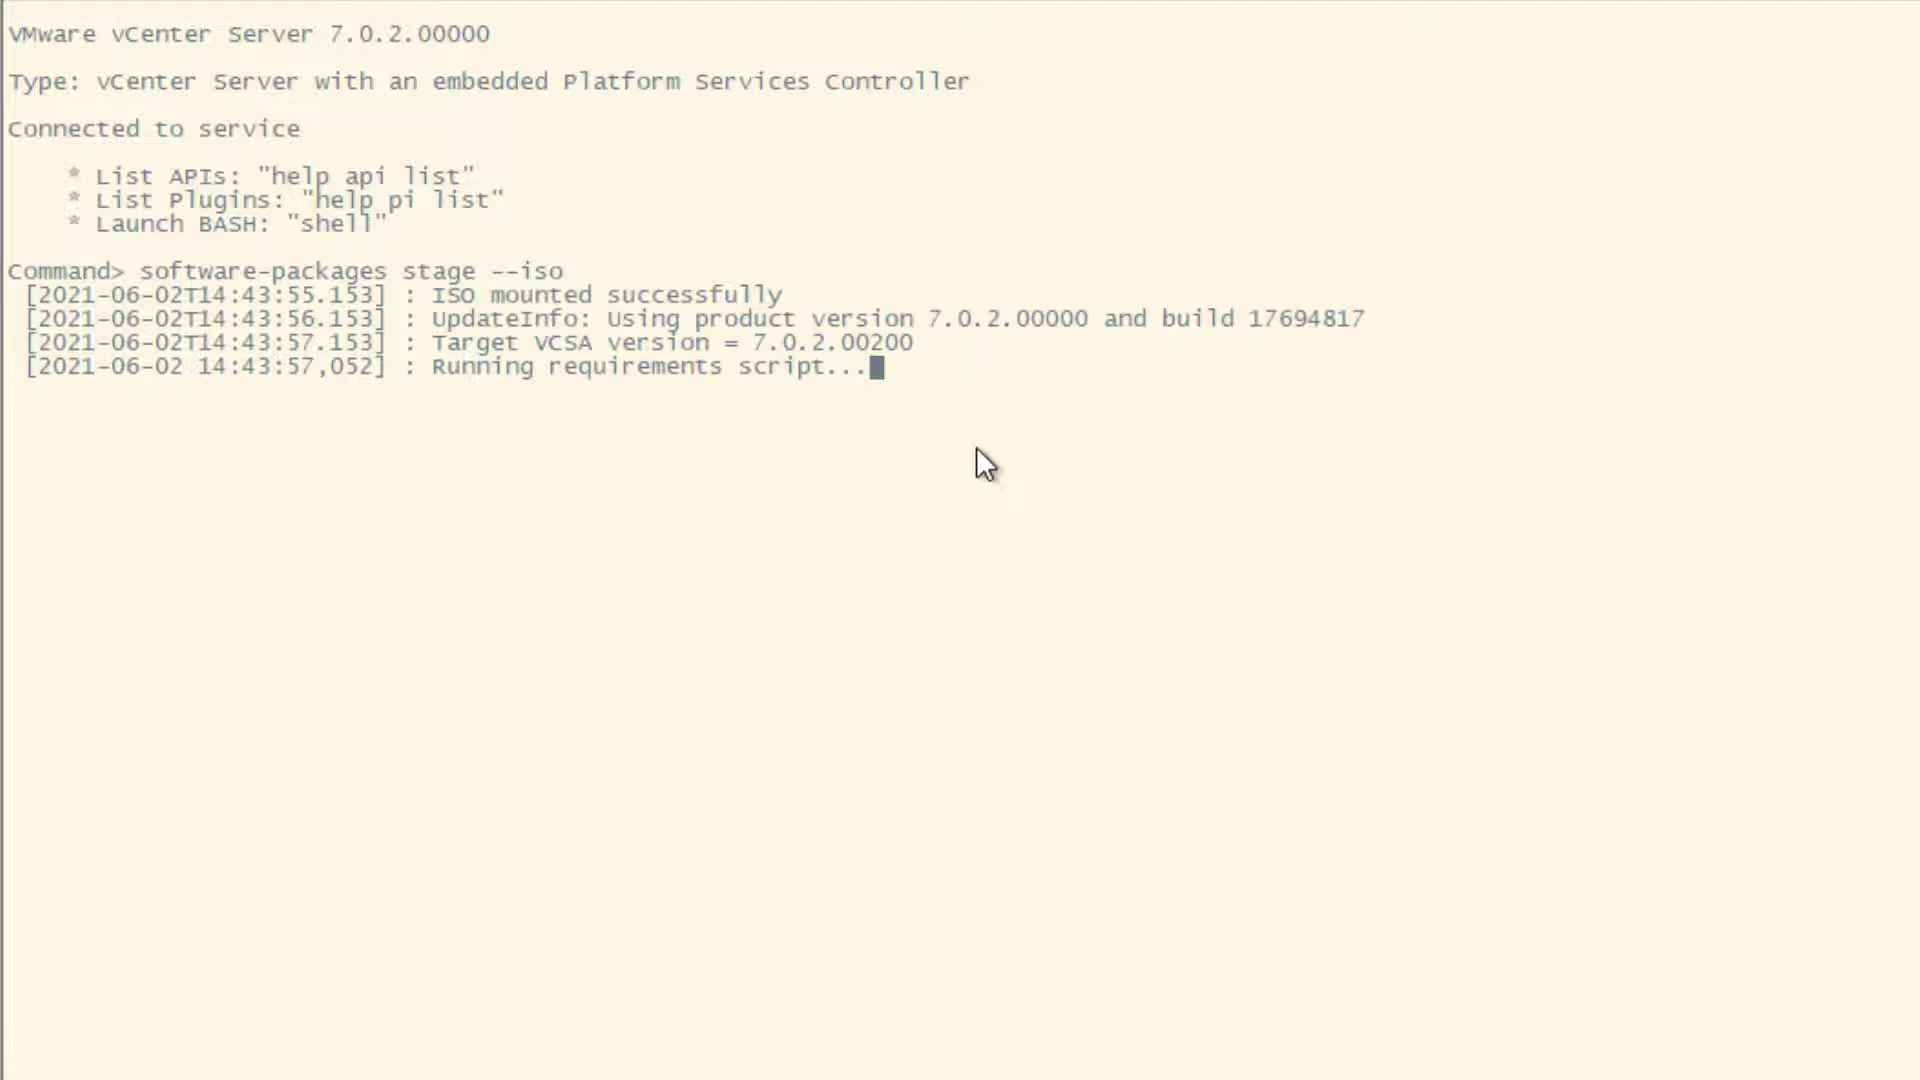 VMware vCenter Server 7.0.2.00000
Type: vCenter Server with an embedded Platform Services Controller
Connected to service
* List APIs: "help api list"
* List Plugins: "help pi list"
* Launch BASH: "shell"
Command> software-packages stage --iso
[2021-06-02T14:43:55.153] : ISO mounted successfully
[2021-06-02T14:43:56.153] : UpdateInfo: Using product version 7.0.2.00000 and build 17694817
[2021-06-02T14:43:57.153] : Target VCSA version = 7.0.2.00200
[2021-06-02 14:43:57,052] : Running requirements script...